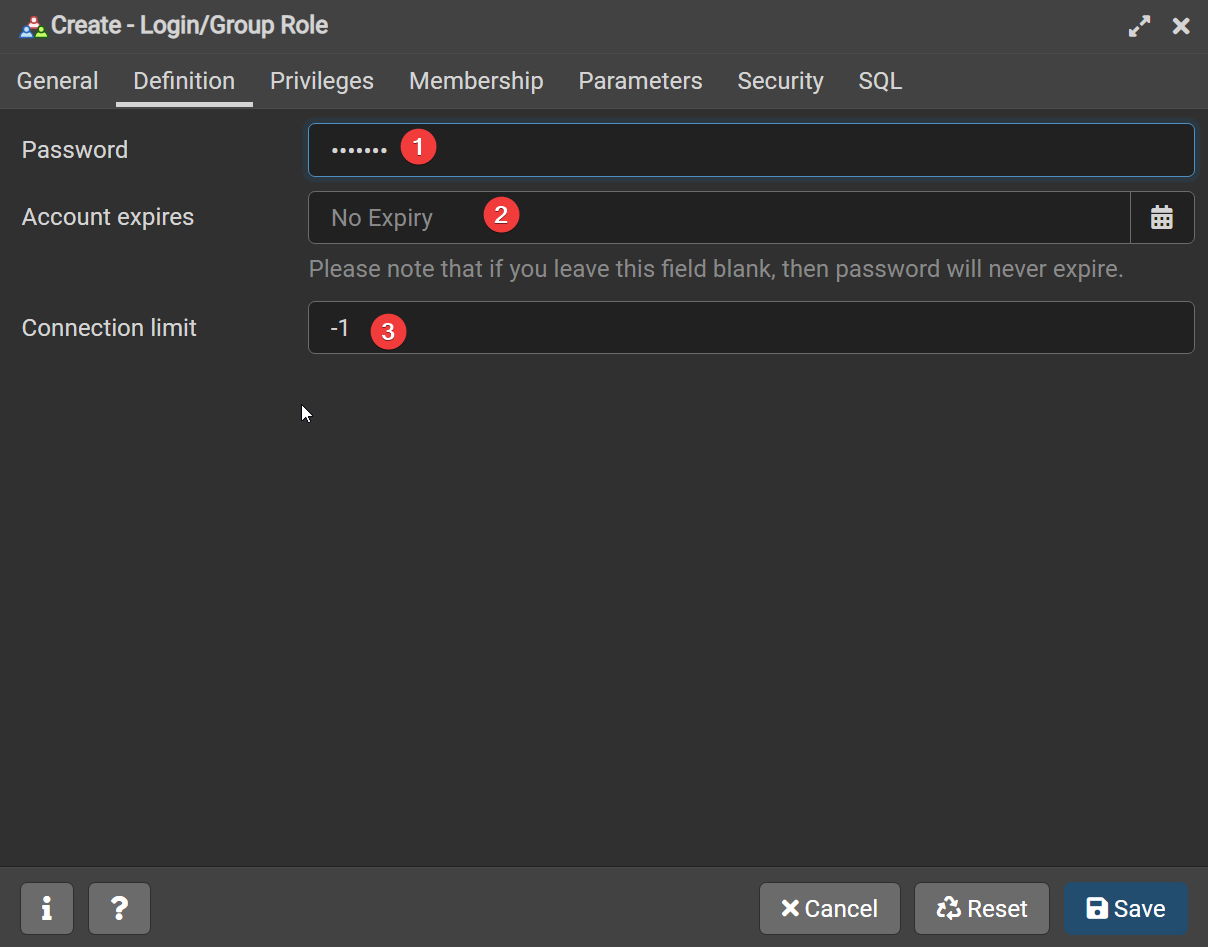 Create - Login/Group Role
General Definition Privileges Membership Parameters Security SQL
Password ••••••• 1
Account expires No Expiry 2
Please note that if you leave this field blank, then password will never expire.
Connection limit -1 3
i ? Cancel Reset Save